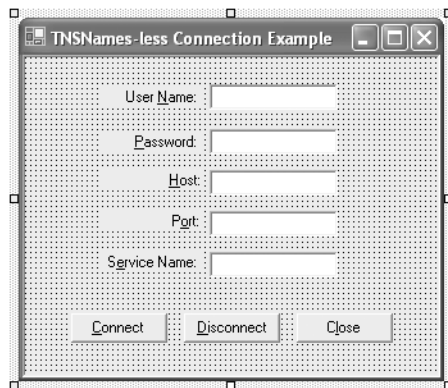 TNSNames-less Connection Example
User Name:
Password:
Host:
Port:
Service Name:
Connect Disconnect Close